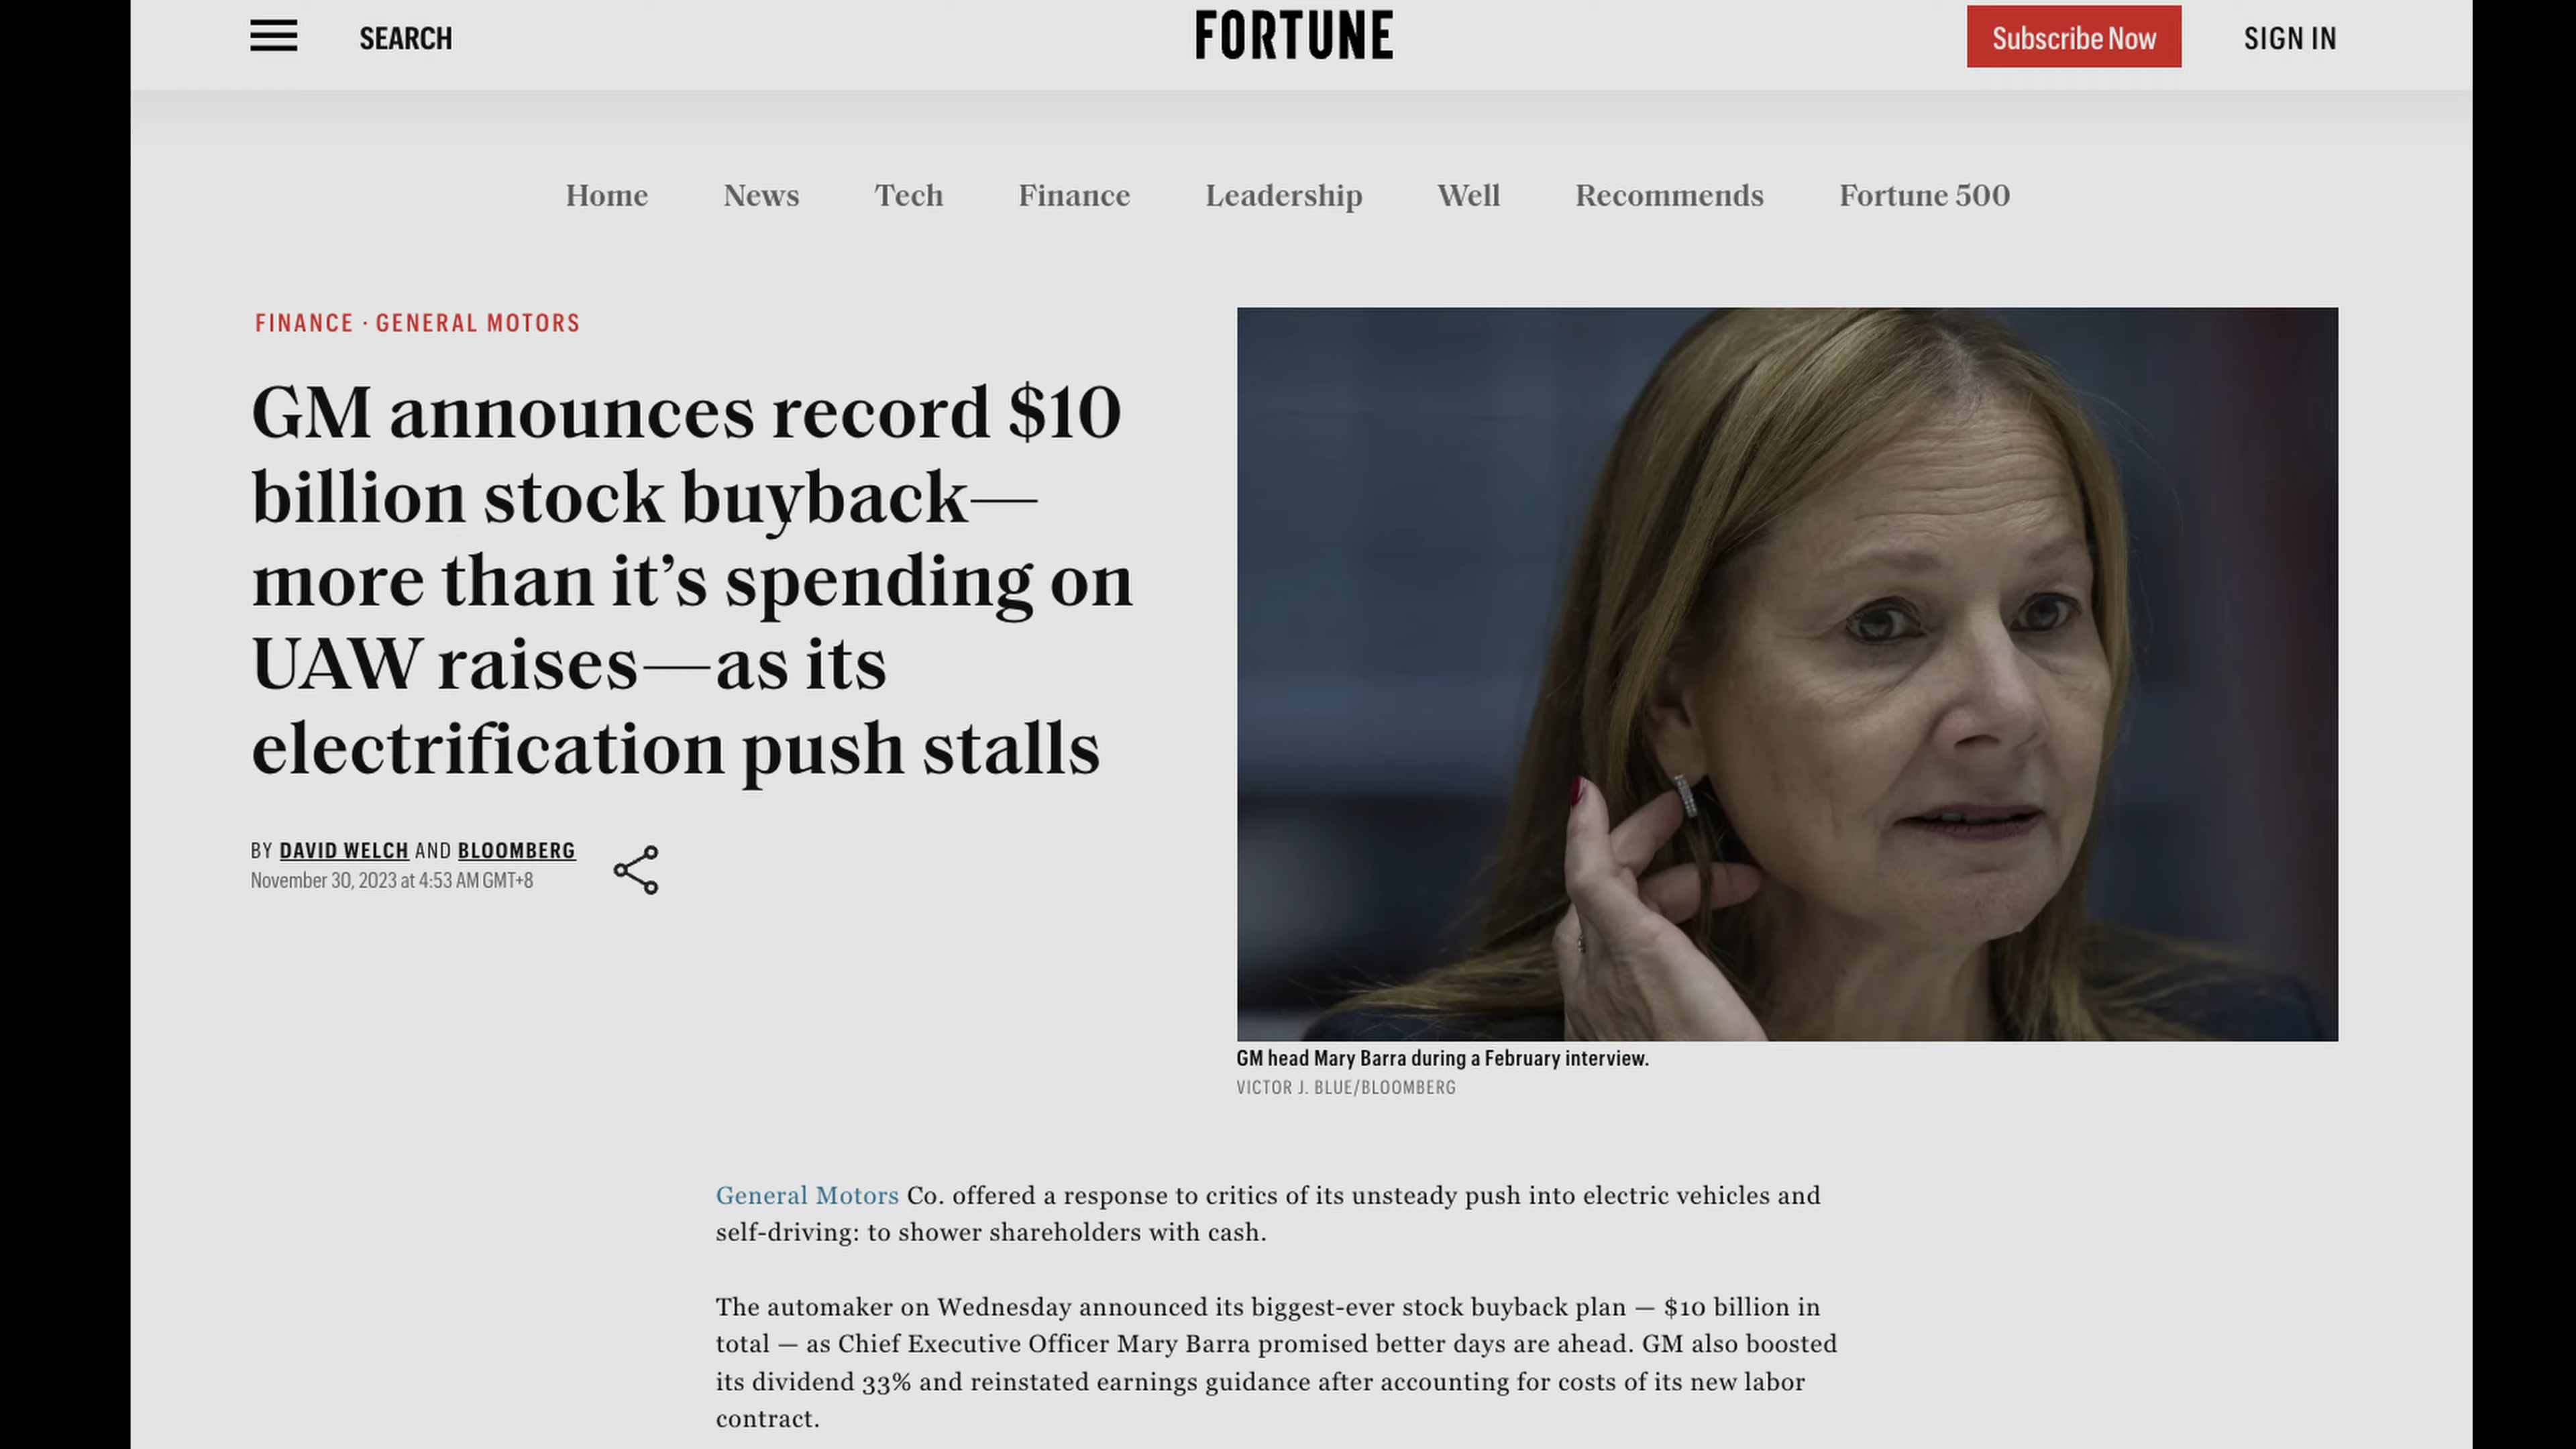 SEARCH
FORTUNE
Subscribe Now
SIGN IN
Home News Tech Finance Leadership Well Recommends Fortune 500
FINANCE · GENERAL MOTORS
GM announces record $10
billion stock buyback—
more than it’s spending on
UAW raises—as its
electrification push stalls
BY DAVID WELCH AND BLOOMBERG
November 30, 2023 at 4:53 AM GMT+8
GM head Mary Barra during a February interview.
VICTOR J. BLUE/BLOOMBERG
General Motors Co. offered a response to critics of its unsteady push into electric vehicles and
self-driving: to shower shareholders with cash.
The automaker on Wednesday announced its biggest-ever stock buyback plan — $10 billion in
total — as Chief Executive Officer Mary Barra promised better days are ahead. GM also boosted
its dividend 33% and reinstated earnings guidance after accounting for costs of its new labor
contract.